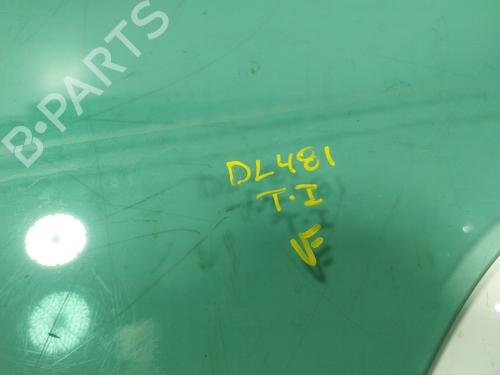 B-PARTS
DL481
T.I
V-